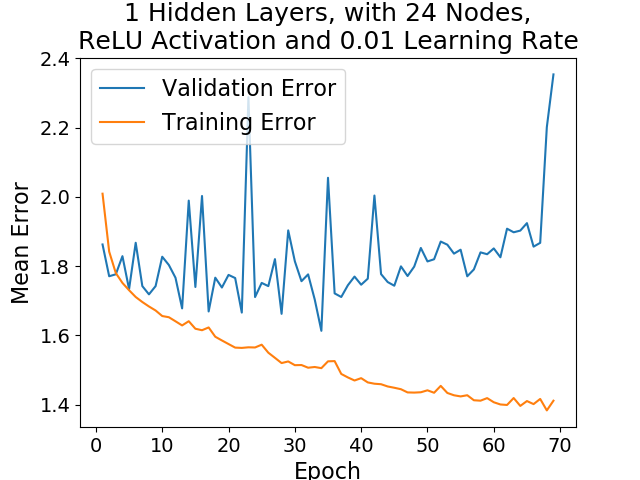 1 Hidden Layers, with 24 Nodes,
ReLU Activation and 0.01 Learning Rate
Validation Error
Training Error
Mean Error
2.4
2.2
2.0
1.8
1.6
1.4
0 10 20 30 40 50 60 70
Epoch